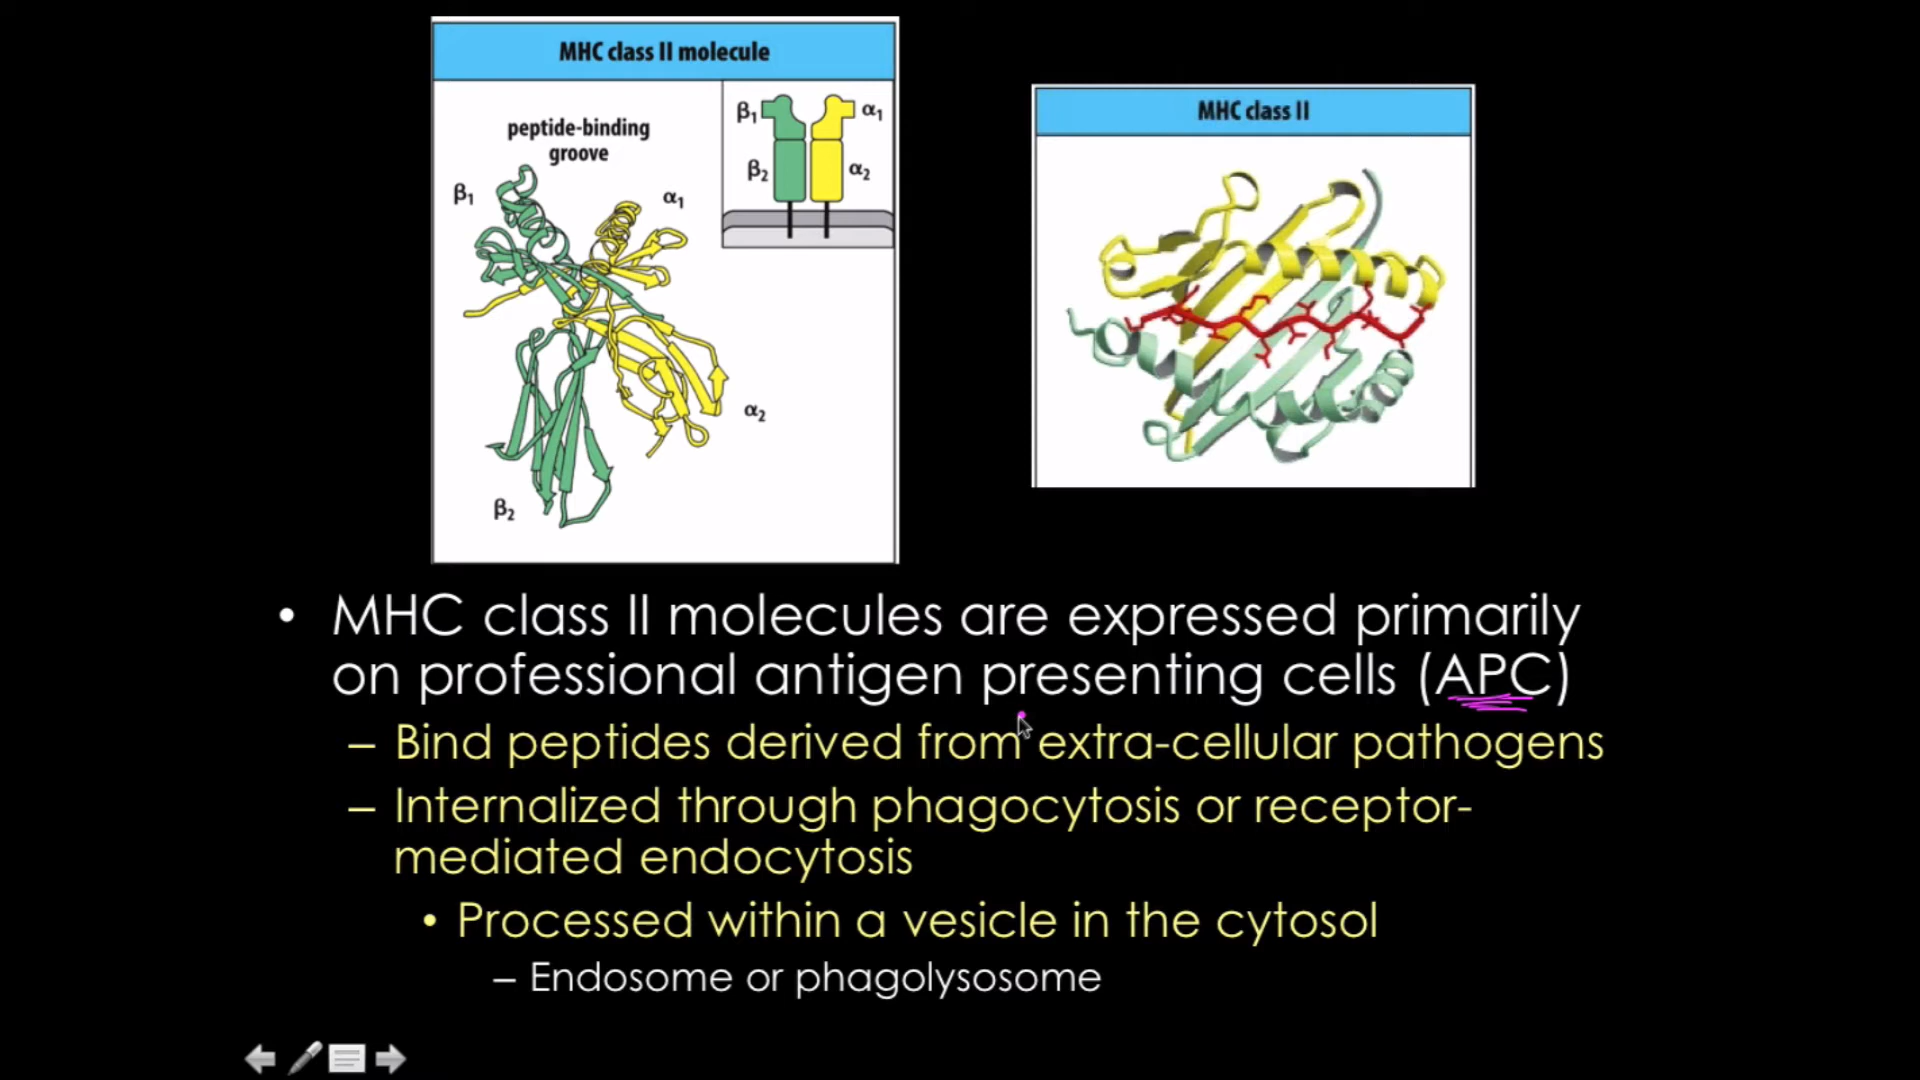 MHC class II molecule
peptide-binding
groove
β1
α1
β2
α2
β1
α1
α2
β2
MHC class II
• MHC class II molecules are expressed primarily
on professional antigen presenting cells (APC)
– Bind peptides derived from extra-cellular pathogens
– Internalized through phagocytosis or receptor-
mediated endocytosis
• Processed within a vesicle in the cytosol
– Endosome or phagolysosome